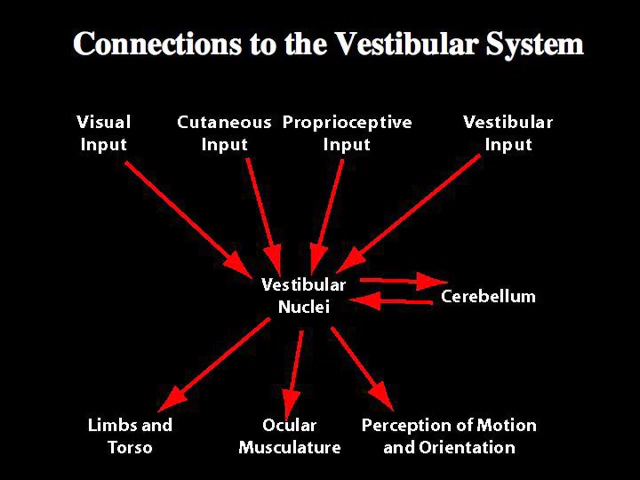 Connections to the Vestibular System
Visual
Input
Cutaneous
Input
Proprioceptive
Input
Vestibular
Input
Vestibular
Nuclei
Cerebellum
Limbs and
Torso
Ocular
Musculature
Perception of Motion
and Orientation